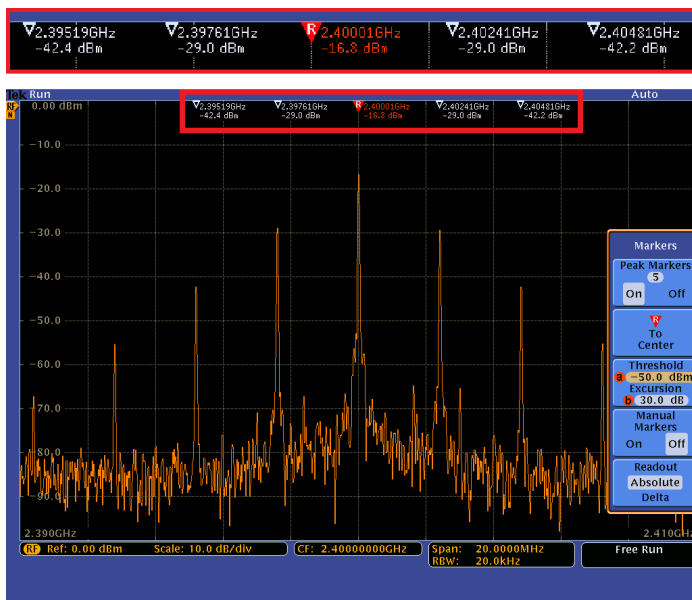 2.39519GHz 2.39761GHz R 2.40001GHz 2.40241GHz 2.40481GHz
-42.4 dBm -29.0 dBm -16.8 dBm -29.0 dBm -42.2 dBm
Tek Run Auto
RF
N
0.00 dBm
2.39519GHz 2.39761GHz R 2.40001GHz 2.40241GHz 2.40481GHz
-42.4 dBm -29.0 dBm -16.8 dBm -29.0 dBm -42.2 dBm
-10.0
-20.0
-30.0
-40.0
-50.0
-60.0
-70.0
-80.0
-90.0
2.390GHz 2.410GHz
Markers
Peak Markers
5
On Off
R
To
Center
Threshold
a -50.0 dBm
Excursion
b 30.0 dB
Manual
Markers
On Off
Readout
Absolute
Delta
RF Ref: 0.00 dBm Scale: 10.0 dB/div CF: 2.40000000GHz Span: 20.0000MHz Free Run
RBW: 20.0kHz